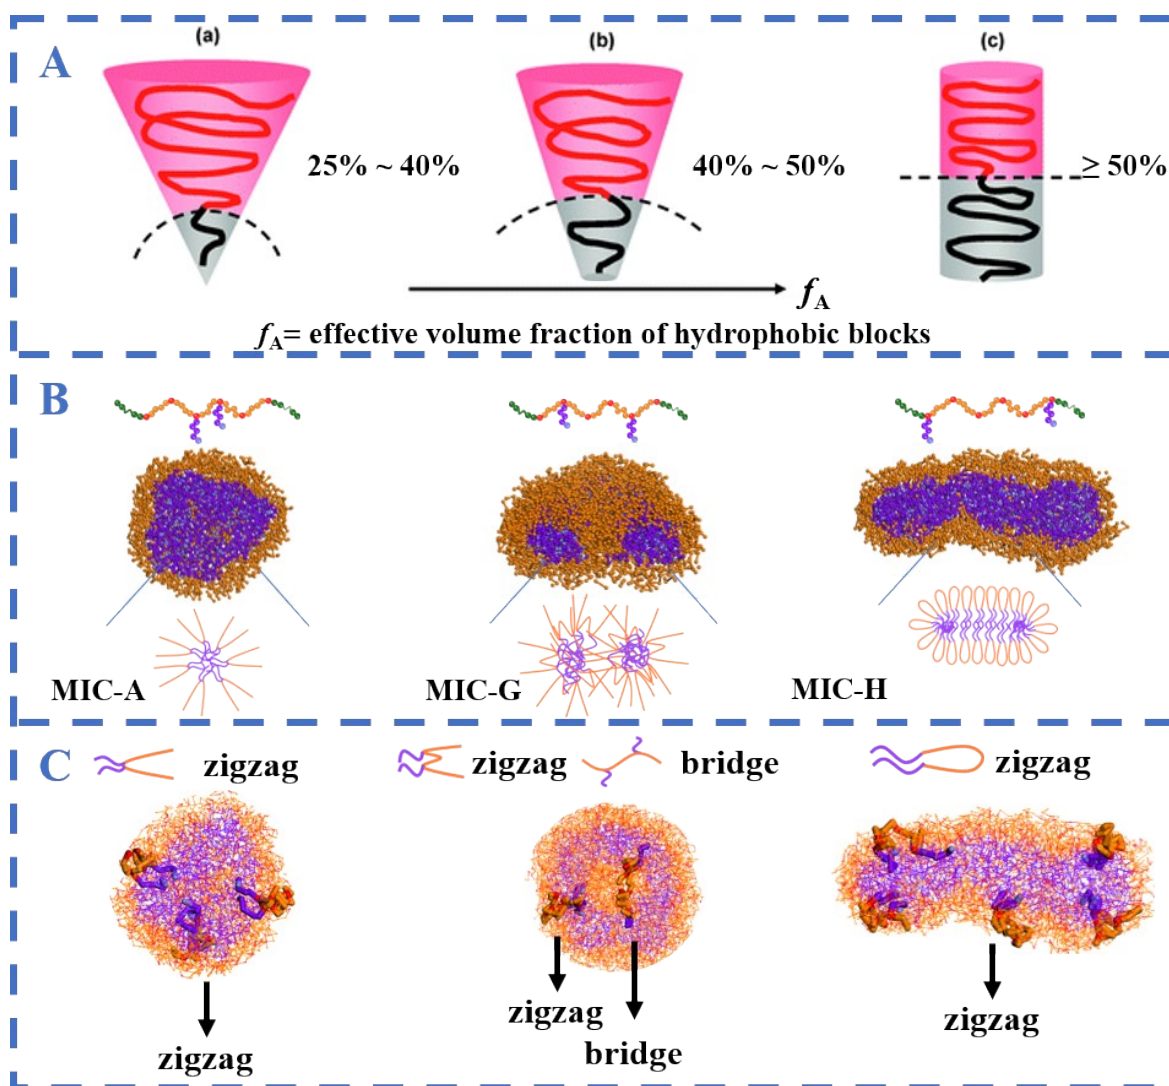 A
(a)
(b)
(c)
25% ~ 40%
40% ~ 50%
≥ 50%
fA
fA= effective volume fraction of hydrophobic blocks
B
MIC-A
MIC-G
MIC-H
C
zigzag
zigzag
bridge
zigzag
zigzag
zigzag
bridge
zigzag